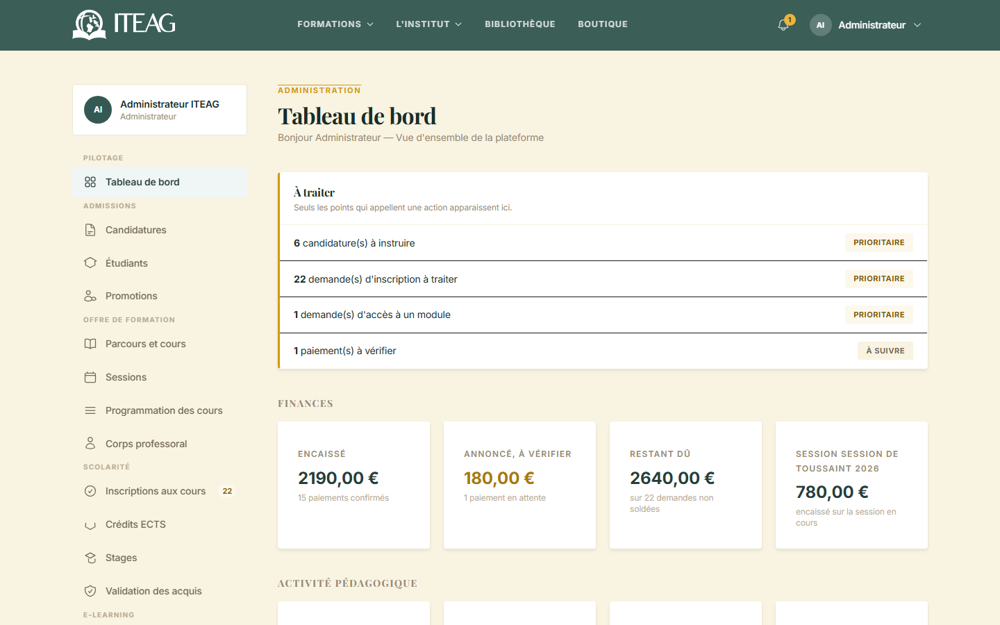 ITEAG
FORMATIONS
L'INSTITUT
BIBLIOTHÈQUE
BOUTIQUE
1
AI
Administrateur
AI
Administrateur ITEAG
Administrateur
PILOTAGE
Tableau de bord
ADMISSIONS
Candidatures
Étudiants
Promotions
OFFRE DE FORMATION
Parcours et cours
Sessions
Programmation des cours
Corps professoral
SCOLARITÉ
Inscriptions aux cours 22
Crédits ECTS
Stages
Validation des acquis
E-LEARNING
ADMINISTRATION
Tableau de bord
Bonjour Administrateur — Vue d'ensemble de la plateforme
À traiter
Seuls les points qui appellent une action apparaissent ici.
6 candidature(s) à instruire PRIORITAIRE
22 demande(s) d'inscription à traiter PRIORITAIRE
1 demande(s) d'accès à un module PRIORITAIRE
1 paiement(s) à vérifier À SUIVRE
FINANCES
ENCAISSÉ
2190,00 €
15 paiements confirmés
ANNONCÉ, À VÉRIFIER
180,00 €
1 paiement en attente
RESTANT DÛ
2640,00 €
sur 22 demandes non
soldées
SESSION SESSION DE
TOUSSAINT 2026
780,00 €
encaissé sur la session en
cours
ACTIVITÉ PÉDAGOGIQUE